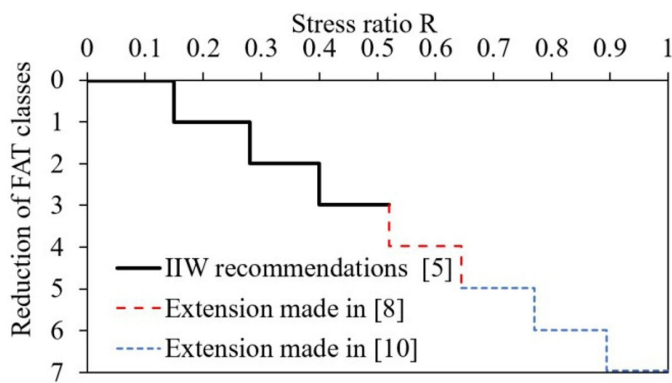 Stress ratio R
0 0.1 0.2 0.3 0.4 0.5 0.6 0.7 0.8 0.9 1
Reduction of FAT classes
0
1
2
3
4
5
6
7
IIW recommendations [5]
Extension made in [8]
Extension made in [10]